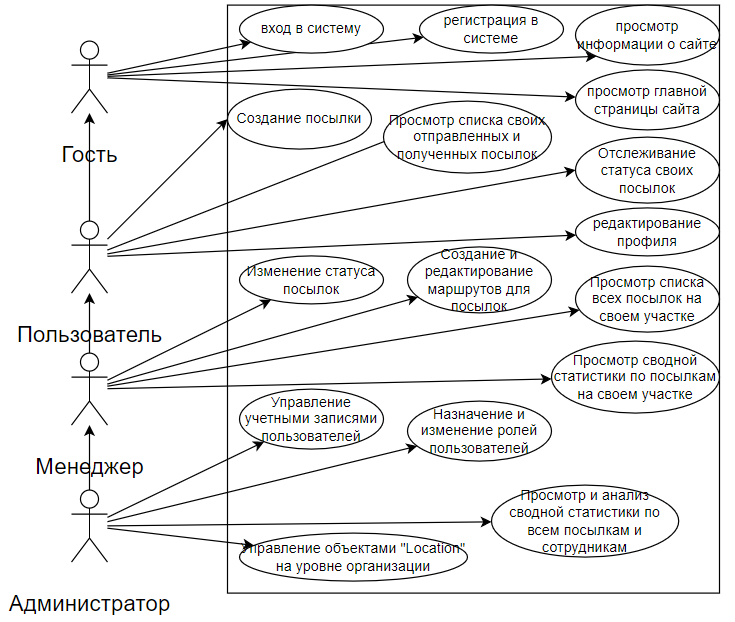 вход в систему
регистрация в
системе
просмотр
информации о сайте
просмотр главной
страницы сайта
Гость
Создание посылки
Просмотр списка своих
отправленных и
полученных посылок
Отслеживание
статуса своих
посылок
редактирование
профиля
Пользователь
Изменение статуса
посылок
Создание и
редактирование
маршрутов для
посылок
Просмотр списка
всех посылок на
своем участке
Просмотр сводной
статистики по посылкам
на своем участке
Менеджер
Управление
учетными записями
пользователей
Назначение и
изменение ролей
пользователей
Просмотр и анализ
сводной статистики по
всем посылкам и
сотрудникам
Управление объектами "Location"
на уровне организации
Администратор